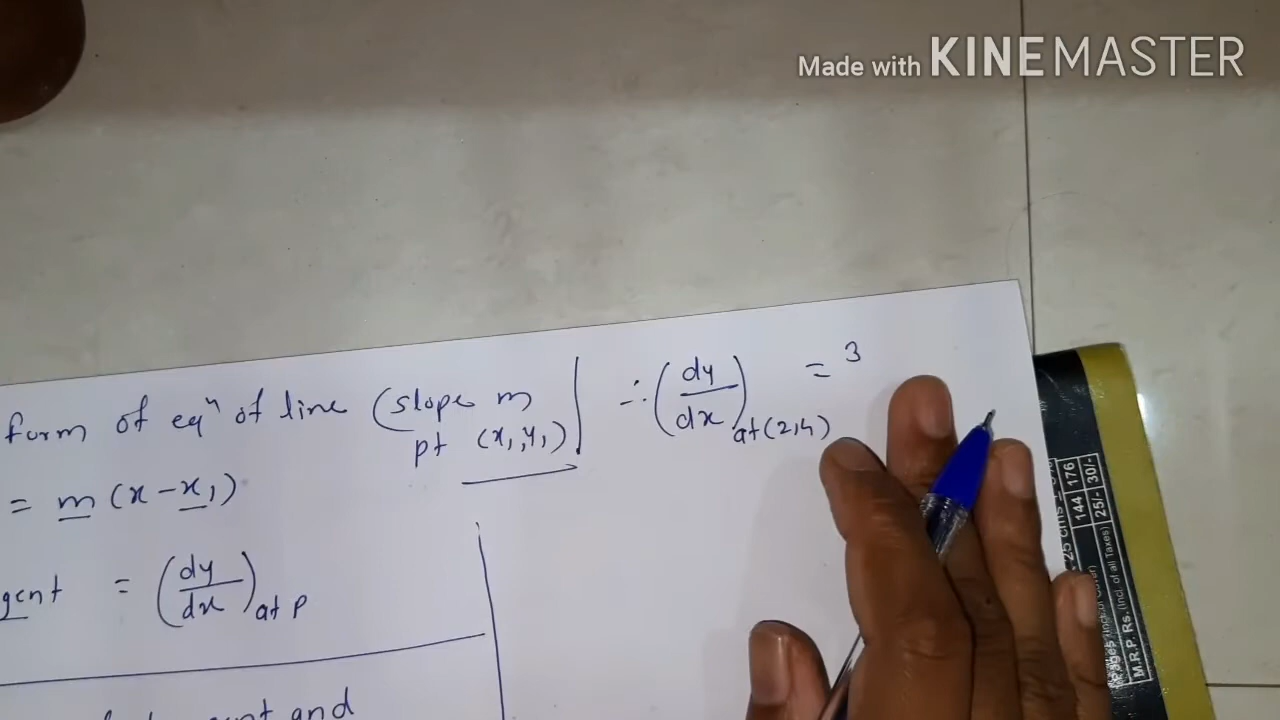 Made with KINEMASTER
form of eqⁿ of line (slope m
pt (x₁,y₁)
= m (x-x₁)
gent = (dy/dx) at P
and
∴ (dy/dx) at (2,4) = 3
144 176
25/- 30/-
M.R.P. Rs. (Incl. of all Taxes)